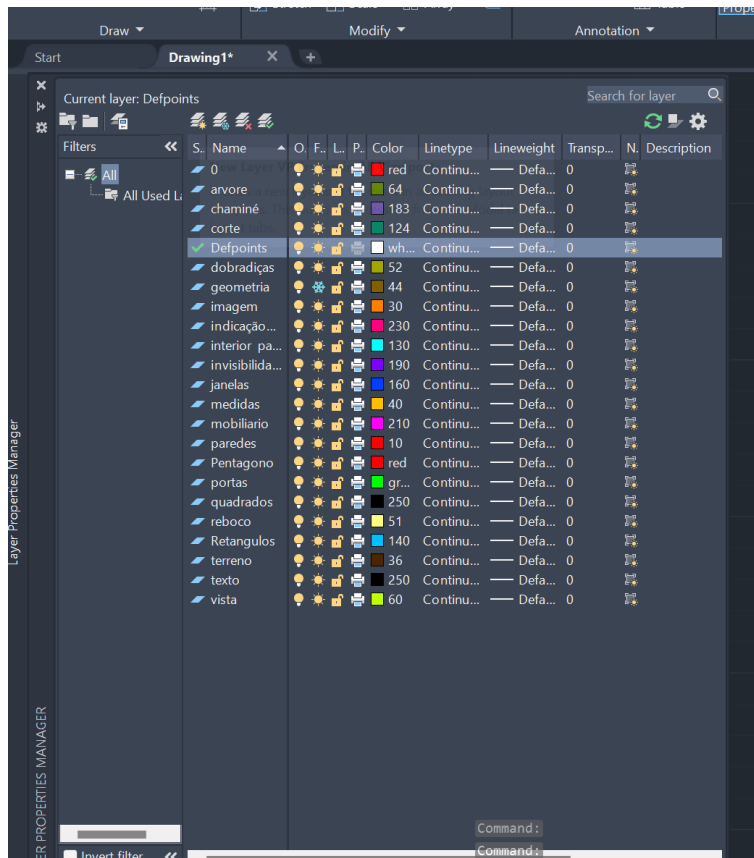 Draw
Modify
Annotation
Start
Drawing1*
Current layer: Defpoints
Search for layer
Filters
S.. Name O. F.. L.. P.. Color Linetype Lineweight Transp... N. Description
All
All Used
0 red Continu... Defa... 0
arvore 64 Continu... Defa... 0
chaminé 183 Continu... Defa... 0
corte 124 Continu... Defa... 0
Defpoints wh... Continu... Defa... 0
dobradiças 52 Continu... Defa... 0
geometria 44 Continu... Defa... 0
imagem 30 Continu... Defa... 0
indicação... 230 Continu... Defa... 0
interior pa... 130 Continu... Defa... 0
invisibilida... 190 Continu... Defa... 0
janelas 160 Continu... Defa... 0
medidas 40 Continu... Defa... 0
mobiliario 210 Continu... Defa... 0
paredes 10 Continu... Defa... 0
Pentagono red Continu... Defa... 0
portas gr... Continu... Defa... 0
quadrados 250 Continu... Defa... 0
reboco 51 Continu... Defa... 0
Retangulos 140 Continu... Defa... 0
terreno 36 Continu... Defa... 0
texto 250 Continu... Defa... 0
vista 60 Continu... Defa... 0
Layer Properties Manager
PROPERTIES MANAGER
Command:
Command:
Invert filter